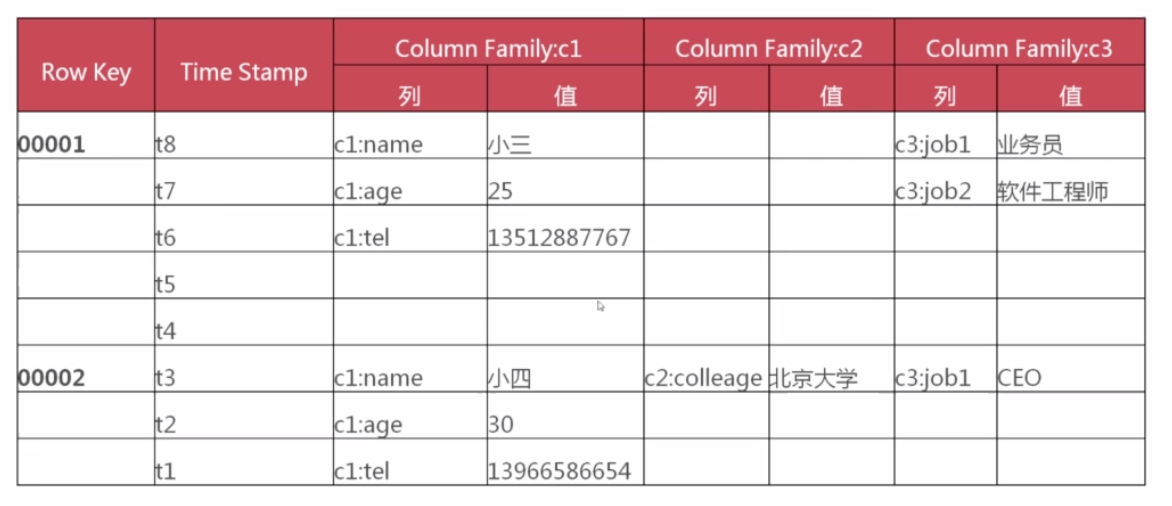 Row Key Time Stamp Column Family:c1 Column Family:c2 Column Family:c3
列 值 列 值 列 值
00001 t8 c1:name 小三 c3:job1 业务员
t7 c1:age 25 c3:job2 软件工程师
t6 c1:tel 13512887767
t5
t4
00002 t3 c1:name 小四 c2:colleage 北京大学 c3:job1 CEO
t2 c1:age 30
t1 c1:tel 13966586654